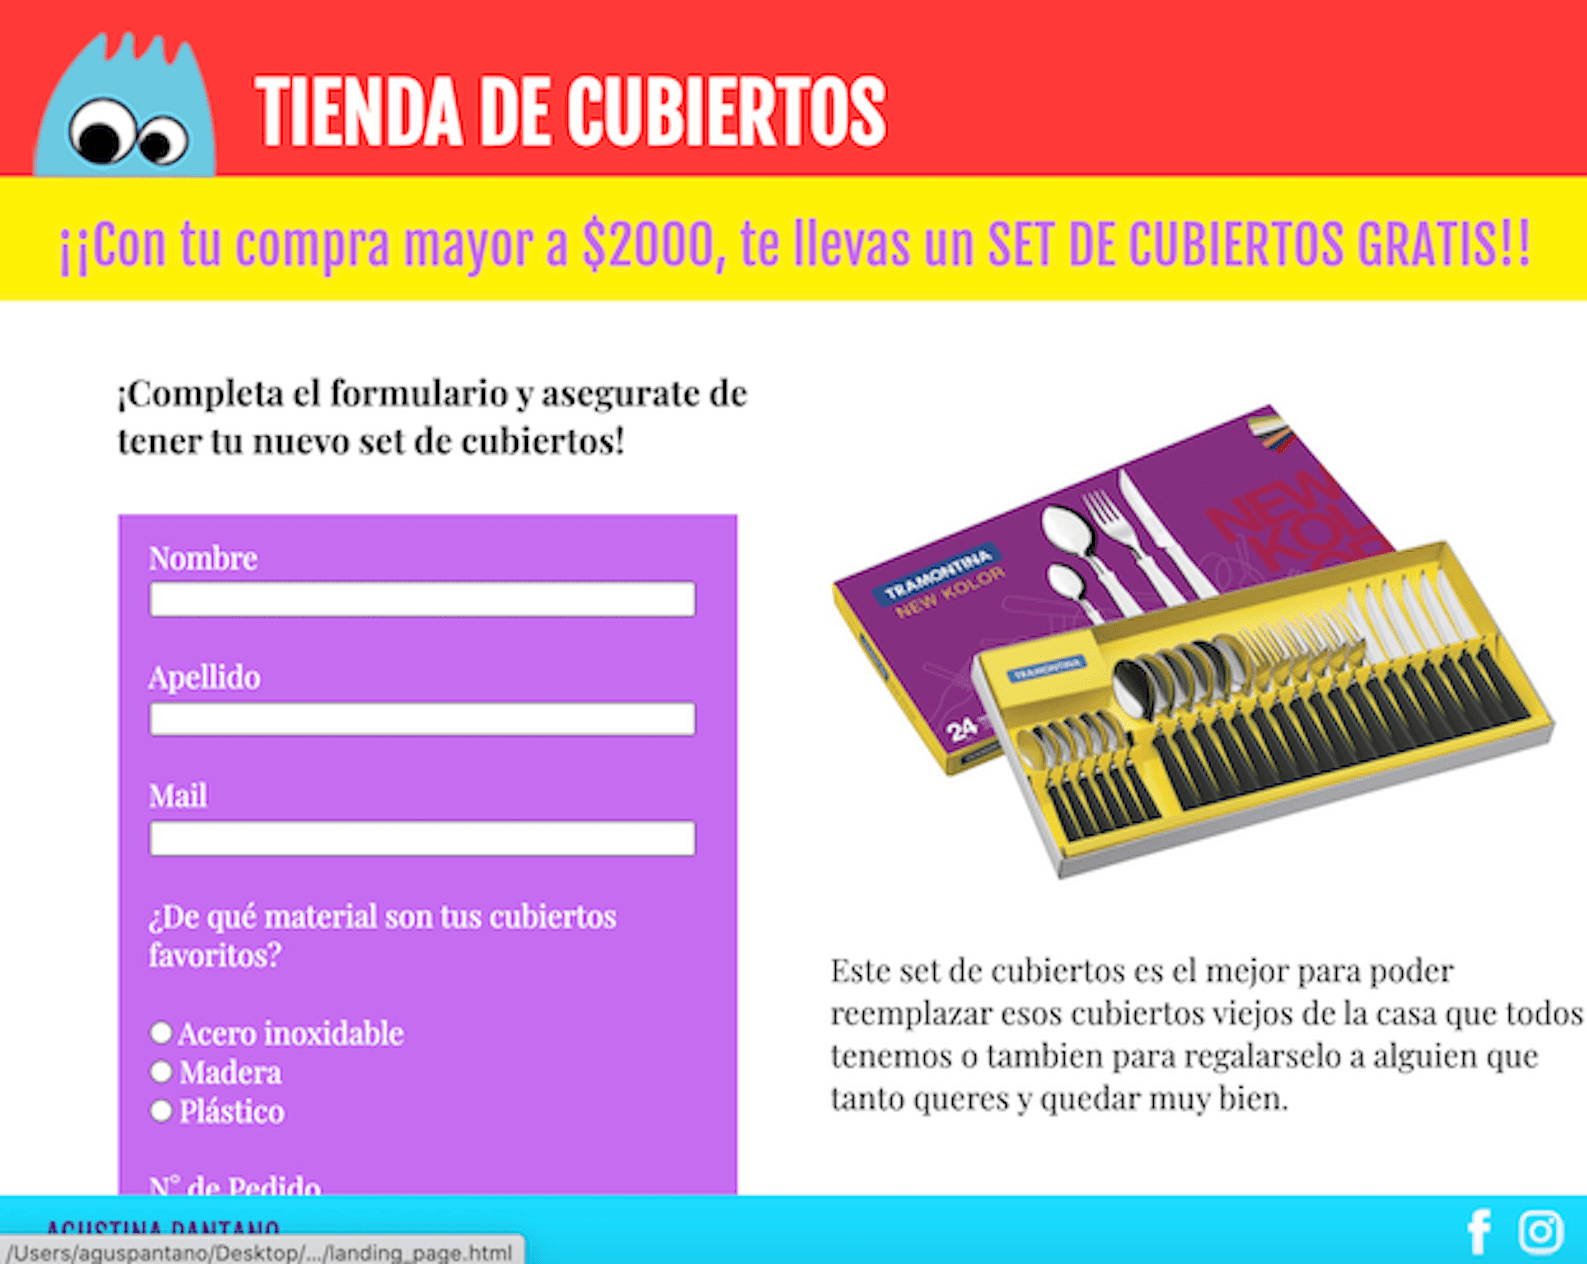 TIENDA DE CUBIERTOS
¡¡Con tu compra mayor a $2000, te llevas un SET DE CUBIERTOS GRATIS!!
¡Completa el formulario y asegurate de
tener tu nuevo set de cubiertos!
Nombre
Apellido
Mail
¿De qué material son tus cubiertos
favoritos?
Acero inoxidable
Madera
Plástico
N° de Pedido
TRAMONTINA
NEW KOLOR
NEW
KOL
24
TRAMONTINA
Este set de cubiertos es el mejor para poder
reemplazar esos cubiertos viejos de la casa que todos
tenemos o tambien para regalarselo a alguien que
tanto queres y quedar muy bien.
AGUSTINA PANTANO
/Users/aguspantano/Desktop/.../landing_page.html